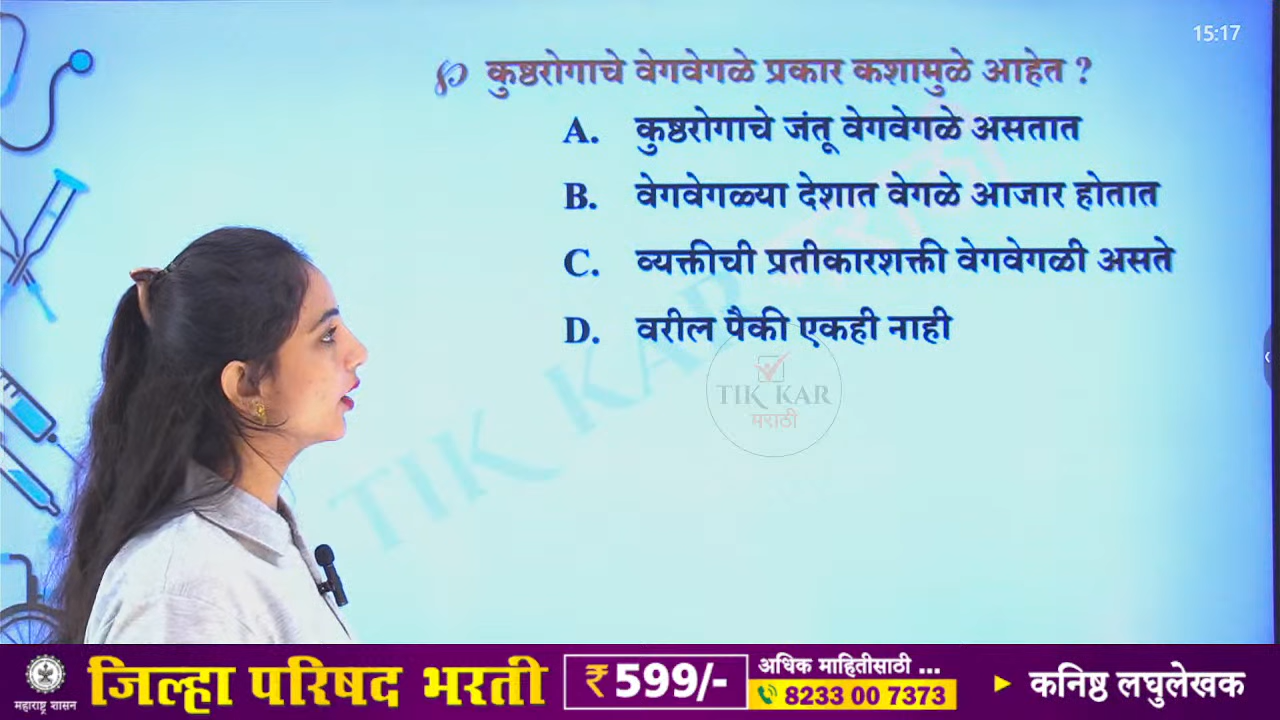 15:17
℘ कुष्ठरोगाचे वेगवेगळे प्रकार कशामुळे आहेत ?
A. कुष्ठरोगाचे जंतू वेगवेगळे असतात
B. वेगवेगळ्या देशात वेगळे आजार होतात
C. व्यक्तीची प्रतीकारशक्ती वेगवेगळी असते
D. वरील पैकी एकही नाही
TIK KAR
TIK KAR
मराठी
महाराष्ट्र शासन
जिल्हा परिषद भरती
₹599/-
अधिक माहितीसाठी ...
8233 00 7373
कनिष्ठ लघुलेखक